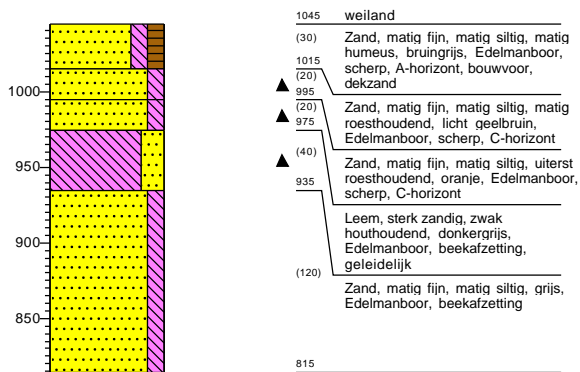 1045 weiland
(30) Zand, matig fijn, matig siltig, matig
humeus, bruingrijs, Edelmanboor,
1015 scherp, A-horizont, bouwvoor,
(20) dekzand
1000
995
(20) Zand, matig fijn, matig siltig, matig
975 roesthoudend, licht geelbruin,
Edelmanboor, scherp, C-horizont
(40) Zand, matig fijn, matig siltig, uiterst
950
roesthoudend, oranje, Edelmanboor,
935 scherp, C-horizont
Leem, sterk zandig, zwak
houthoudend, donkergrijs,
900
Edelmanboor, beekafzetting,
geleidelijk
(120) Zand, matig fijn, matig siltig, grijs,
Edelmanboor, beekafzetting
850
815